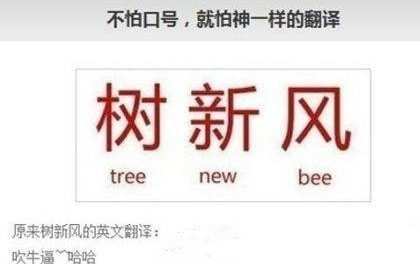 不怕口号，就怕神一样的翻译
树 新 风
tree new bee
原来树新风的英文翻译：
吹牛逼~~哈哈